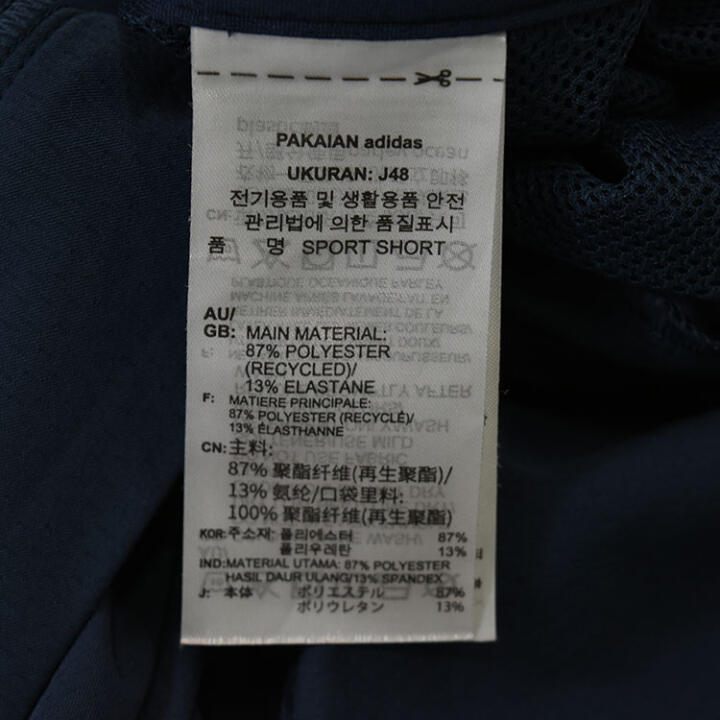 PAKAIAN adidas
UKURAN: J48
전기용품 및 생활용품 안전
관리법에 의한 품질표시
품 명 SPORT SHORT
AU/
GB: MAIN MATERIAL:
87% POLYESTER
(RECYCLED)/
13% ELASTANE
F: MATIERE PRINCIPALE:
87% POLYESTER (RECYCLÉ)/
13% ÉLASTHANNE
CN: 主料:
87% 聚酯纤维(再生聚酯)/
13% 氨纶/口袋里料:
100% 聚酯纤维(再生聚酯)
KOR: 주소재: 폴리에스터 87%
폴리우레탄 13%
IND: MATERIAL UTAMA: 87% POLYESTER
HASIL DAUR ULANG/13% SPANDEX
J: 本体 ポリエステル 87%
ポリウレタン 13%